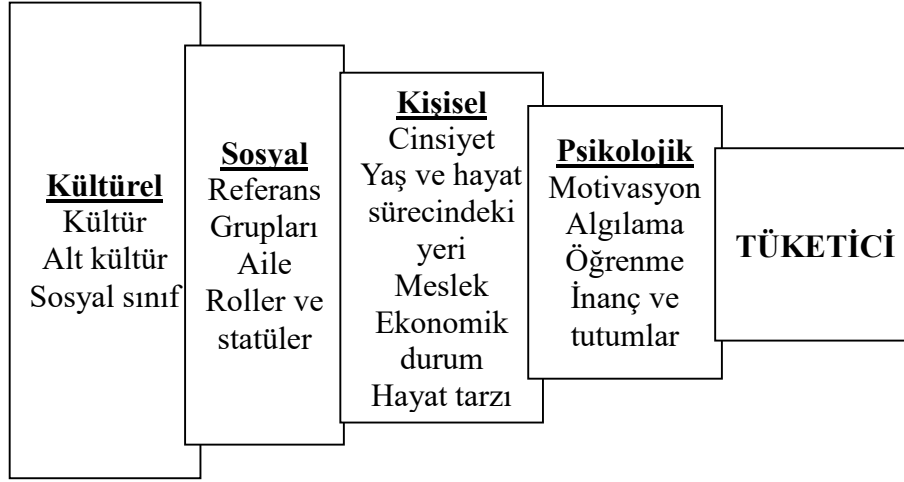 Kültürel
Kültür
Alt kültür
Sosyal sınıf
Sosyal
Referans
Grupları
Aile
Roller ve
statüler
Kişisel
Cinsiyet
Yaş ve hayat
sürecindeki
yeri
Meslek
Ekonomik
durum
Hayat tarzı
Psikolojik
Motivasyon
Algılama
Öğrenme
İnanç ve
tutumlar
TÜKETİCİ